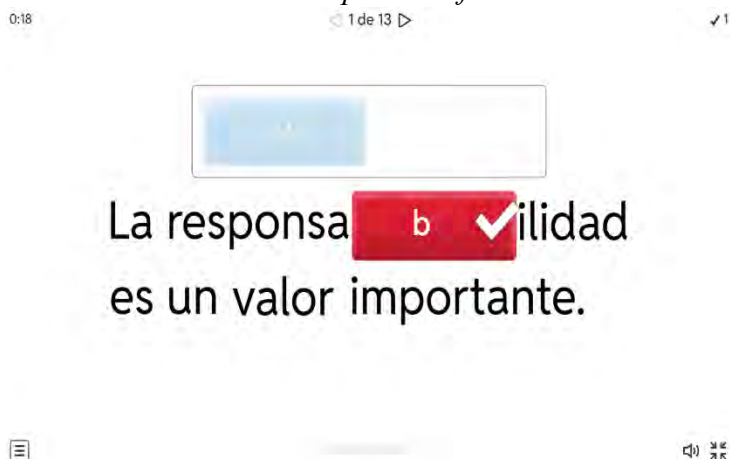 0:18
1 de 13
1
La responsa b ilidad
es un valor importante.